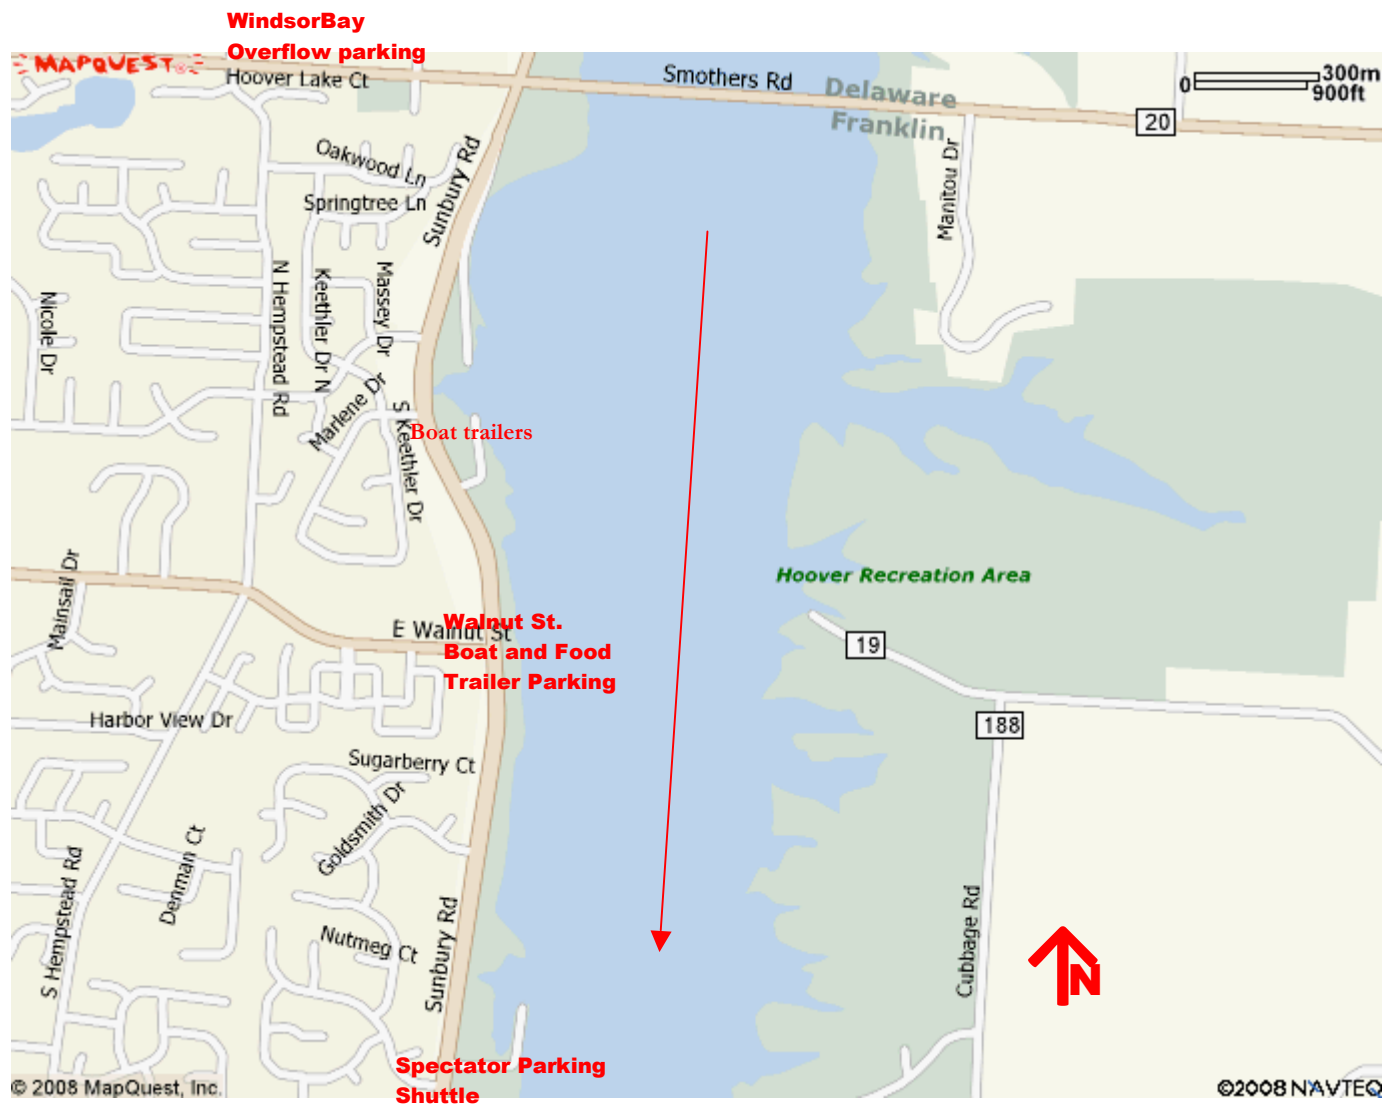 WindsorBay
Overflow parking
MAPQUEST
Hoover Lake Ct
Smothers Rd
Delaware
Franklin
0
300m
900ft
20
Oakwood Ln
Springtree Ln
Sunbury Rd
Manitou Dr
Nicole Dr
N Hempstead Rd
Keethler Dr N
Massey Dr
Marlene Dr
S Keethler Dr
Boat trailers
Mainsail Dr
Hoover Recreation Area
E Walnut St
Walnut St.
Boat and Food
Trailer Parking
19
188
Harbor View Dr
Sugarberry Ct
Goldsmith Dr
Denman Ct
S Hempstead Rd
Nutmeg Ct
Sunbury Rd
Cubbage Rd
N
Spectator Parking
Shuttle
© 2008 MapQuest, Inc.
©2008 NAVTEQ